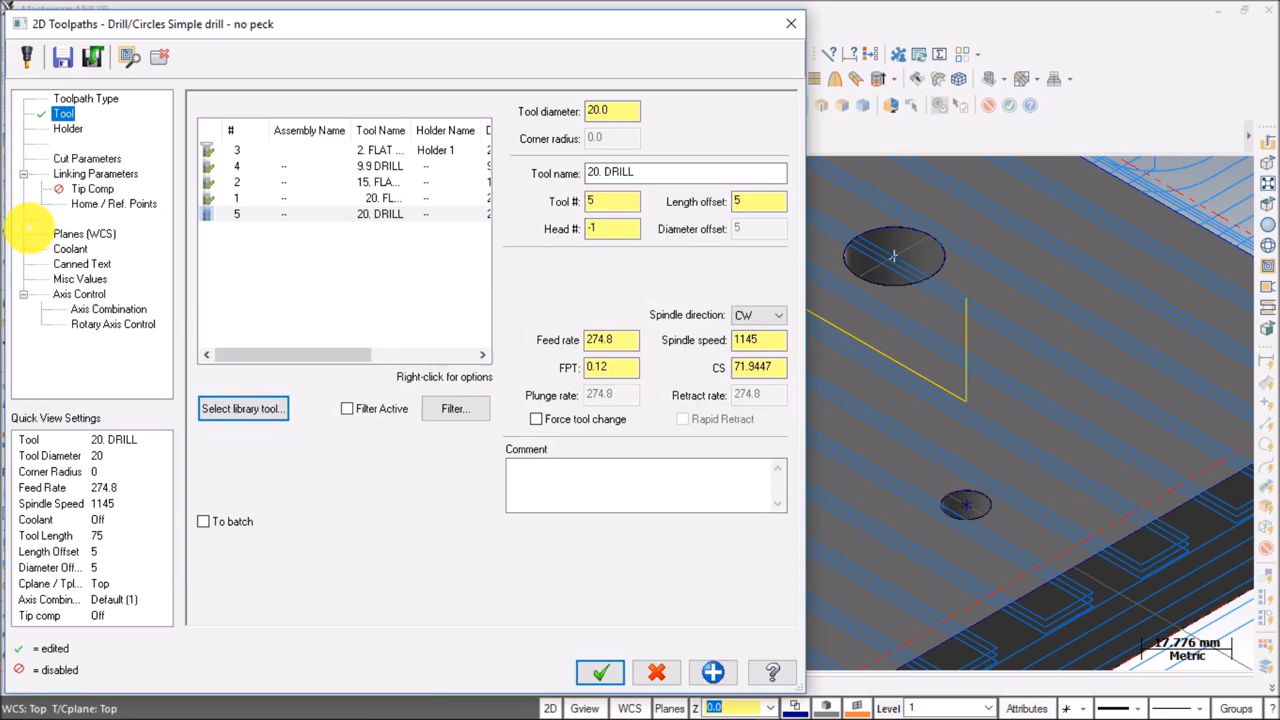 2D Toolpaths - Drill/Circles Simple drill - no peck
Toolpath Type
Tool
Holder
Cut Parameters
Linking Parameters
Tip Comp
Home / Ref. Points
Planes (WCS)
Coolant
Canned Text
Misc Values
Axis Control
Axis Combination
Rotary Axis Control
Quick View Settings
Tool 20. DRILL
Tool Diameter 20
Corner Radius 0
Feed Rate 274.8
Spindle Speed 1145
Coolant Off
Tool Length 75
Length Offset 5
Diameter Off... 5
Cplane / Tpl... Top
Axis Combin... Default (1)
Tip comp Off
= edited
= disabled
# Assembly Name Tool Name Holder Name D
3 2. FLAT ... Holder 1 2
4 -- 9.9 DRILL -- 9
2 -- 15. FLA... -- 1
1 -- 20. FL... -- 2
5 -- 20. DRILL -- 2
Right-click for options
Select library tool... Filter Active Filter...
To batch
Tool diameter: 20.0
Corner radius: 0.0
Tool name: 20. DRILL
Tool #: 5 Length offset: 5
Head #: -1 Diameter offset: 5
Spindle direction: CW
Feed rate: 274.8 Spindle speed: 1145
FPT: 0.12 CS 71.9447
Plunge rate: 274.8 Retract rate: 274.8
Force tool change Rapid Retract
Comment
17.776 mm
Metric
WCS: Top T/Cplane: Top 2D Gview WCS Planes Z 0.0 Level 1 Attributes Groups